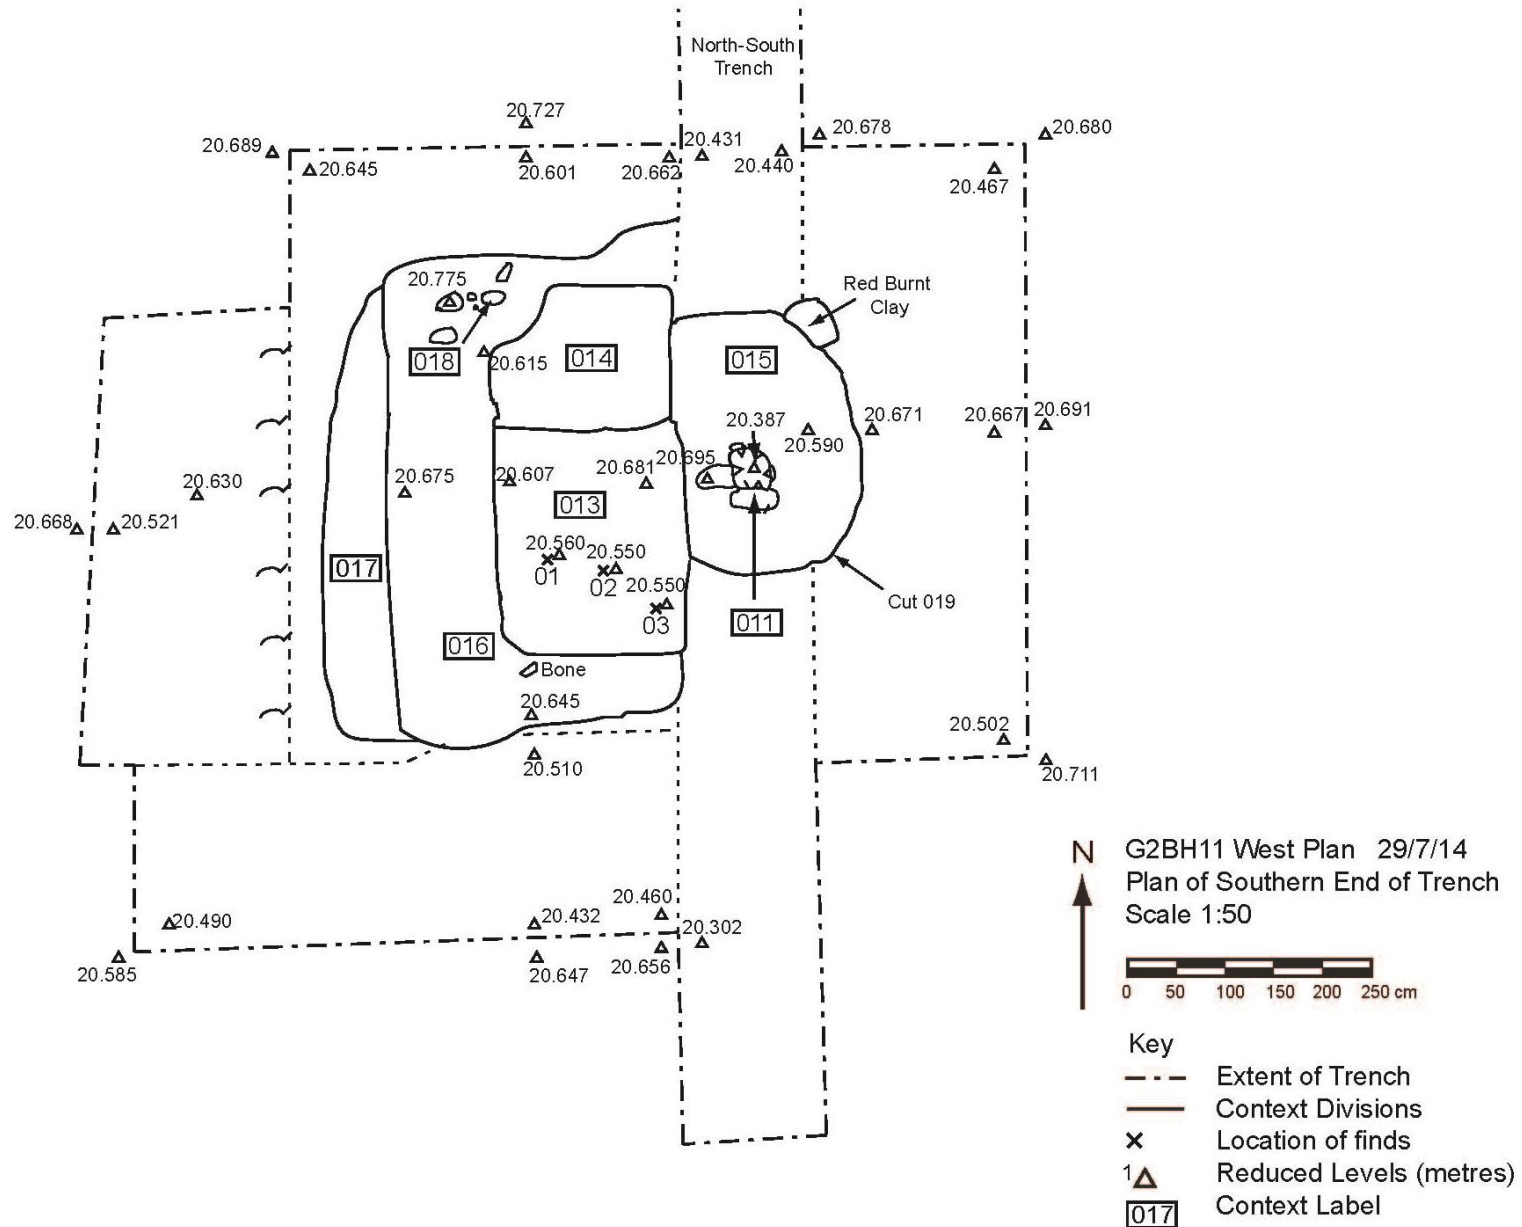 North-South
Trench
20.727
20.689
20.645
20.601
20.662
20.431
20.440
20.678
20.680
20.467
20.775
018
20.615
014
015
Red Burnt
Clay
20.387
20.590
20.671
20.667
20.691
20.630
20.675
20.607
20.681
20.695
013
20.668
20.521
20.560
01
20.550
02
20.550
03
017
016
011
Cut 019
Bone
20.645
20.510
20.502
20.711
20.490
20.432
20.460
20.302
20.585
20.647
20.656
N
G2BH11 West Plan 29/7/14
Plan of Southern End of Trench
Scale 1:50
0 50 100 150 200 250 cm
Key
Extent of Trench
Context Divisions
Location of finds
1 Reduced Levels (metres)
017 Context Label